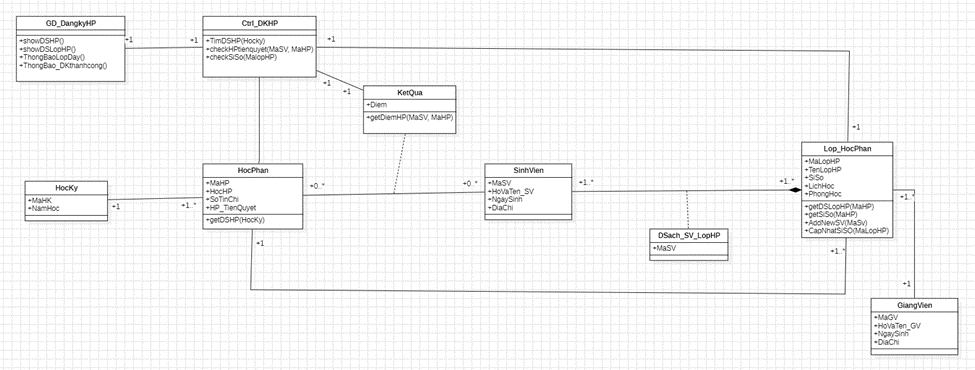 GD_DangkyHP
+showDSHP()
+showDSLopHP()
+ThongBaoLopDay()
+ThongBao_DKthanhcong()
+1
+1
Ctrl_DKHP
+TimDSHP(Hocky)
+checkHPtienquyet(MaSV, MaHP)
+checkSiSo(MalopHP)
+1
+1
+1
+1
KetQua
+Diem
+getDiemHP(MaSV, MaHP)
HocKy
+MaHK
+NamHoc
+1
+1..*
HocPhan
+MaHP
+HocHP
+SoTinChi
+HP_TienQuyet
+getDSHP(HocKy)
+0..*
+0..*
+1
SinhVien
+MaSV
+HoVaTen_SV
+NgaySinh
+DiaChi
+1..*
+1..*
DSach_SV_LopHP
+MaSV
Lop_HocPhan
+MaLopHP
+TenLopHP
+SiSo
+LichHoc
+PhongHoc
+getDSLopHP(MaHP)
+getSiSo(MaHP)
+AddNewSV(MaSv)
+CapNhatSiSO(MaLopHP)
+1..*
+1..*
+1
GiangVien
+MaGV
+HoVaTen_GV
+NgaySinh
+DiaChi